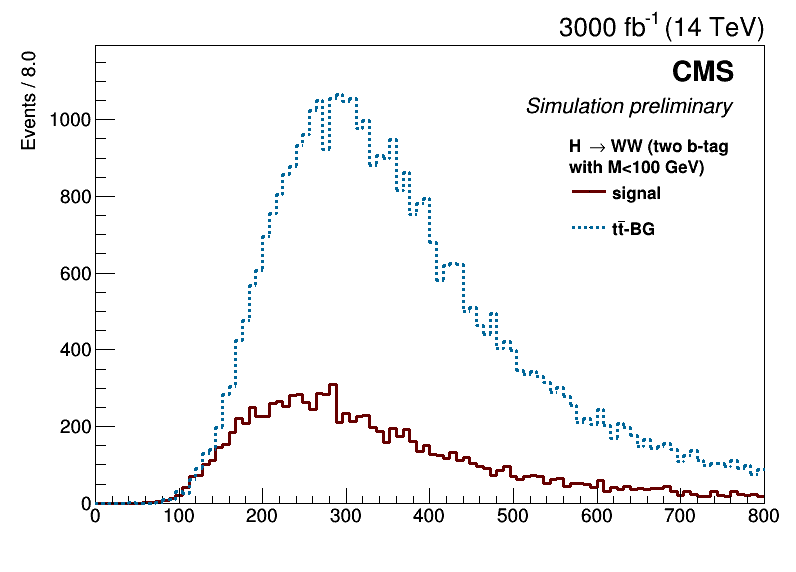 3000 fb-1 (14 TeV)
CMS
Simulation preliminary
H → WW (two b-tag
with M<100 GeV)
signal
tt̄-BG
Events / 8.0
1000
800
600
400
200
0
0 100 200 300 400 500 600 700 800